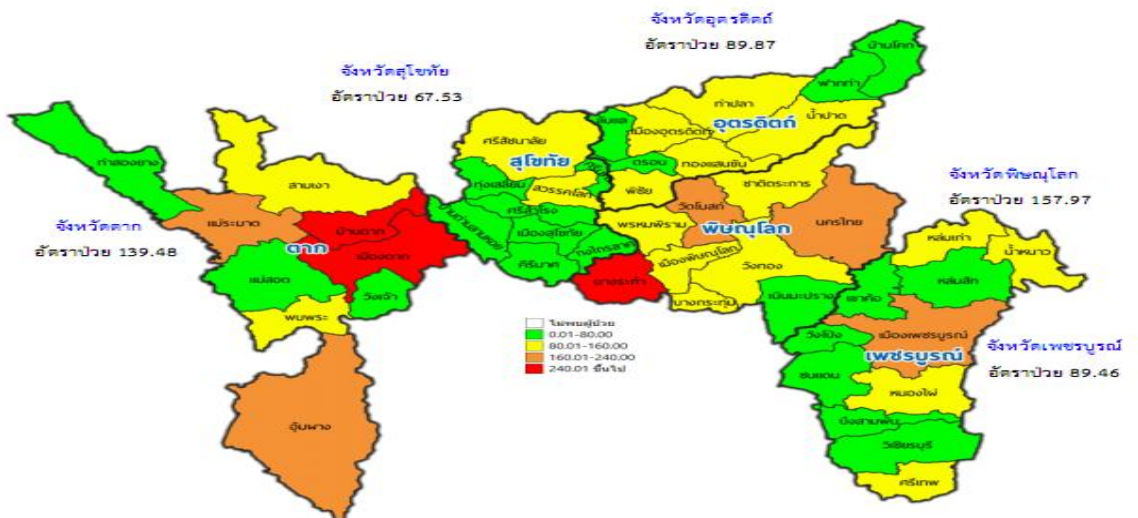 จังหวัดอุตรดิตถ์
อัตราป่วย 89.87
จังหวัดสุโขทัย
อัตราป่วย 67.53
บ้านโคก
ฟากท่า
ท่าปลา
น้ำปาด
อุตรดิตถ์
ลับแล
เมืองอุตรดิตถ์
ตรอน
ทองแสนขัน
พิชัย
ศรีสัชนาลัย
สุโขทัย
ทุ่งเสลี่ยม
สวรรคโลก
ศรีสำโรง
บ้านด่านลานหอย
เมืองสุโขทัย
กงไกรลาศ
คีรีมาศ
ท่าสองยาง
สามเงา
จังหวัดตาก
อัตราป่วย 139.48
แม่ระมาด
บ้านตาก
ตาก
เมืองตาก
แม่สอด
วังเจ้า
พบพระ
อุ้มผาง
จังหวัดพิษณุโลก
อัตราป่วย 157.97
ชาติตระการ
วัดโบสถ์
นครไทย
พรหมพิราม
พิษณุโลก
เมืองพิษณุโลก
วังทอง
บางระกำ
บางกระทุ่ม
เนินมะปราง
หล่มเก่า
น้ำหนาว
หล่มสัก
เขาค้อ
วังโป่ง
เมืองเพชรบูรณ์
เพชรบูรณ์
จังหวัดเพชรบูรณ์
อัตราป่วย 89.46
ชนแดน
หนองไผ่
บึงสามพัน
วิเชียรบุรี
ศรีเทพ
ไม่พบผู้ป่วย
0.01-80.00
80.01-160.00
160.01-240.00
240.01 ขึ้นไป